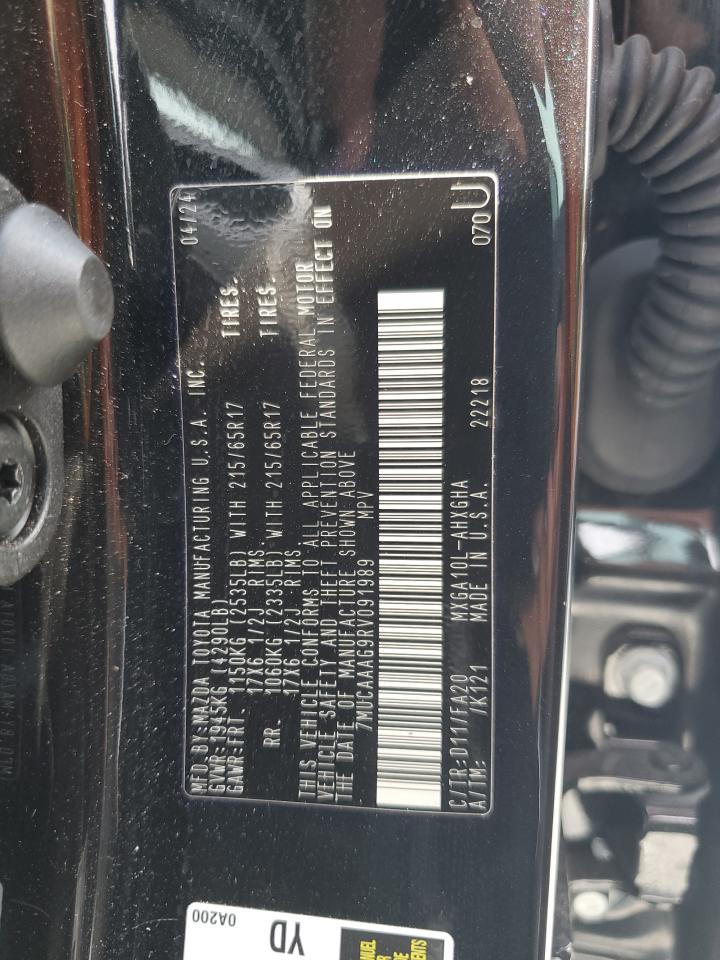 MFD.BY:MAZDA TOYOTA MANUFACTURING U.S.A. INC. 04/24
GVWR:1945KG (4290LB)
GAWR:FRT. 1150KG (2535LB) WITH 215/65R17 TIRES.
17X6 1/2J RIMS
RR. 1060KG (2335LB) WITH 215/65R17 TIRES.
17X6 1/2J RIMS
THIS VEHICLE CONFORMS TO ALL APPLICABLE FEDERAL MOTOR
VEHICLE SAFETY AND THEFT PREVENTION STANDARDS IN EFFECT ON
THE DATE OF MANUFACTURE SHOWN ABOVE
7MUCAAAG9RV091989 MPV
C/TR:D11/FA20 MXGA10L-AHXGHA 070 U
A/TM: /K121 MADE IN U.S.A. 22218
0A200
YD